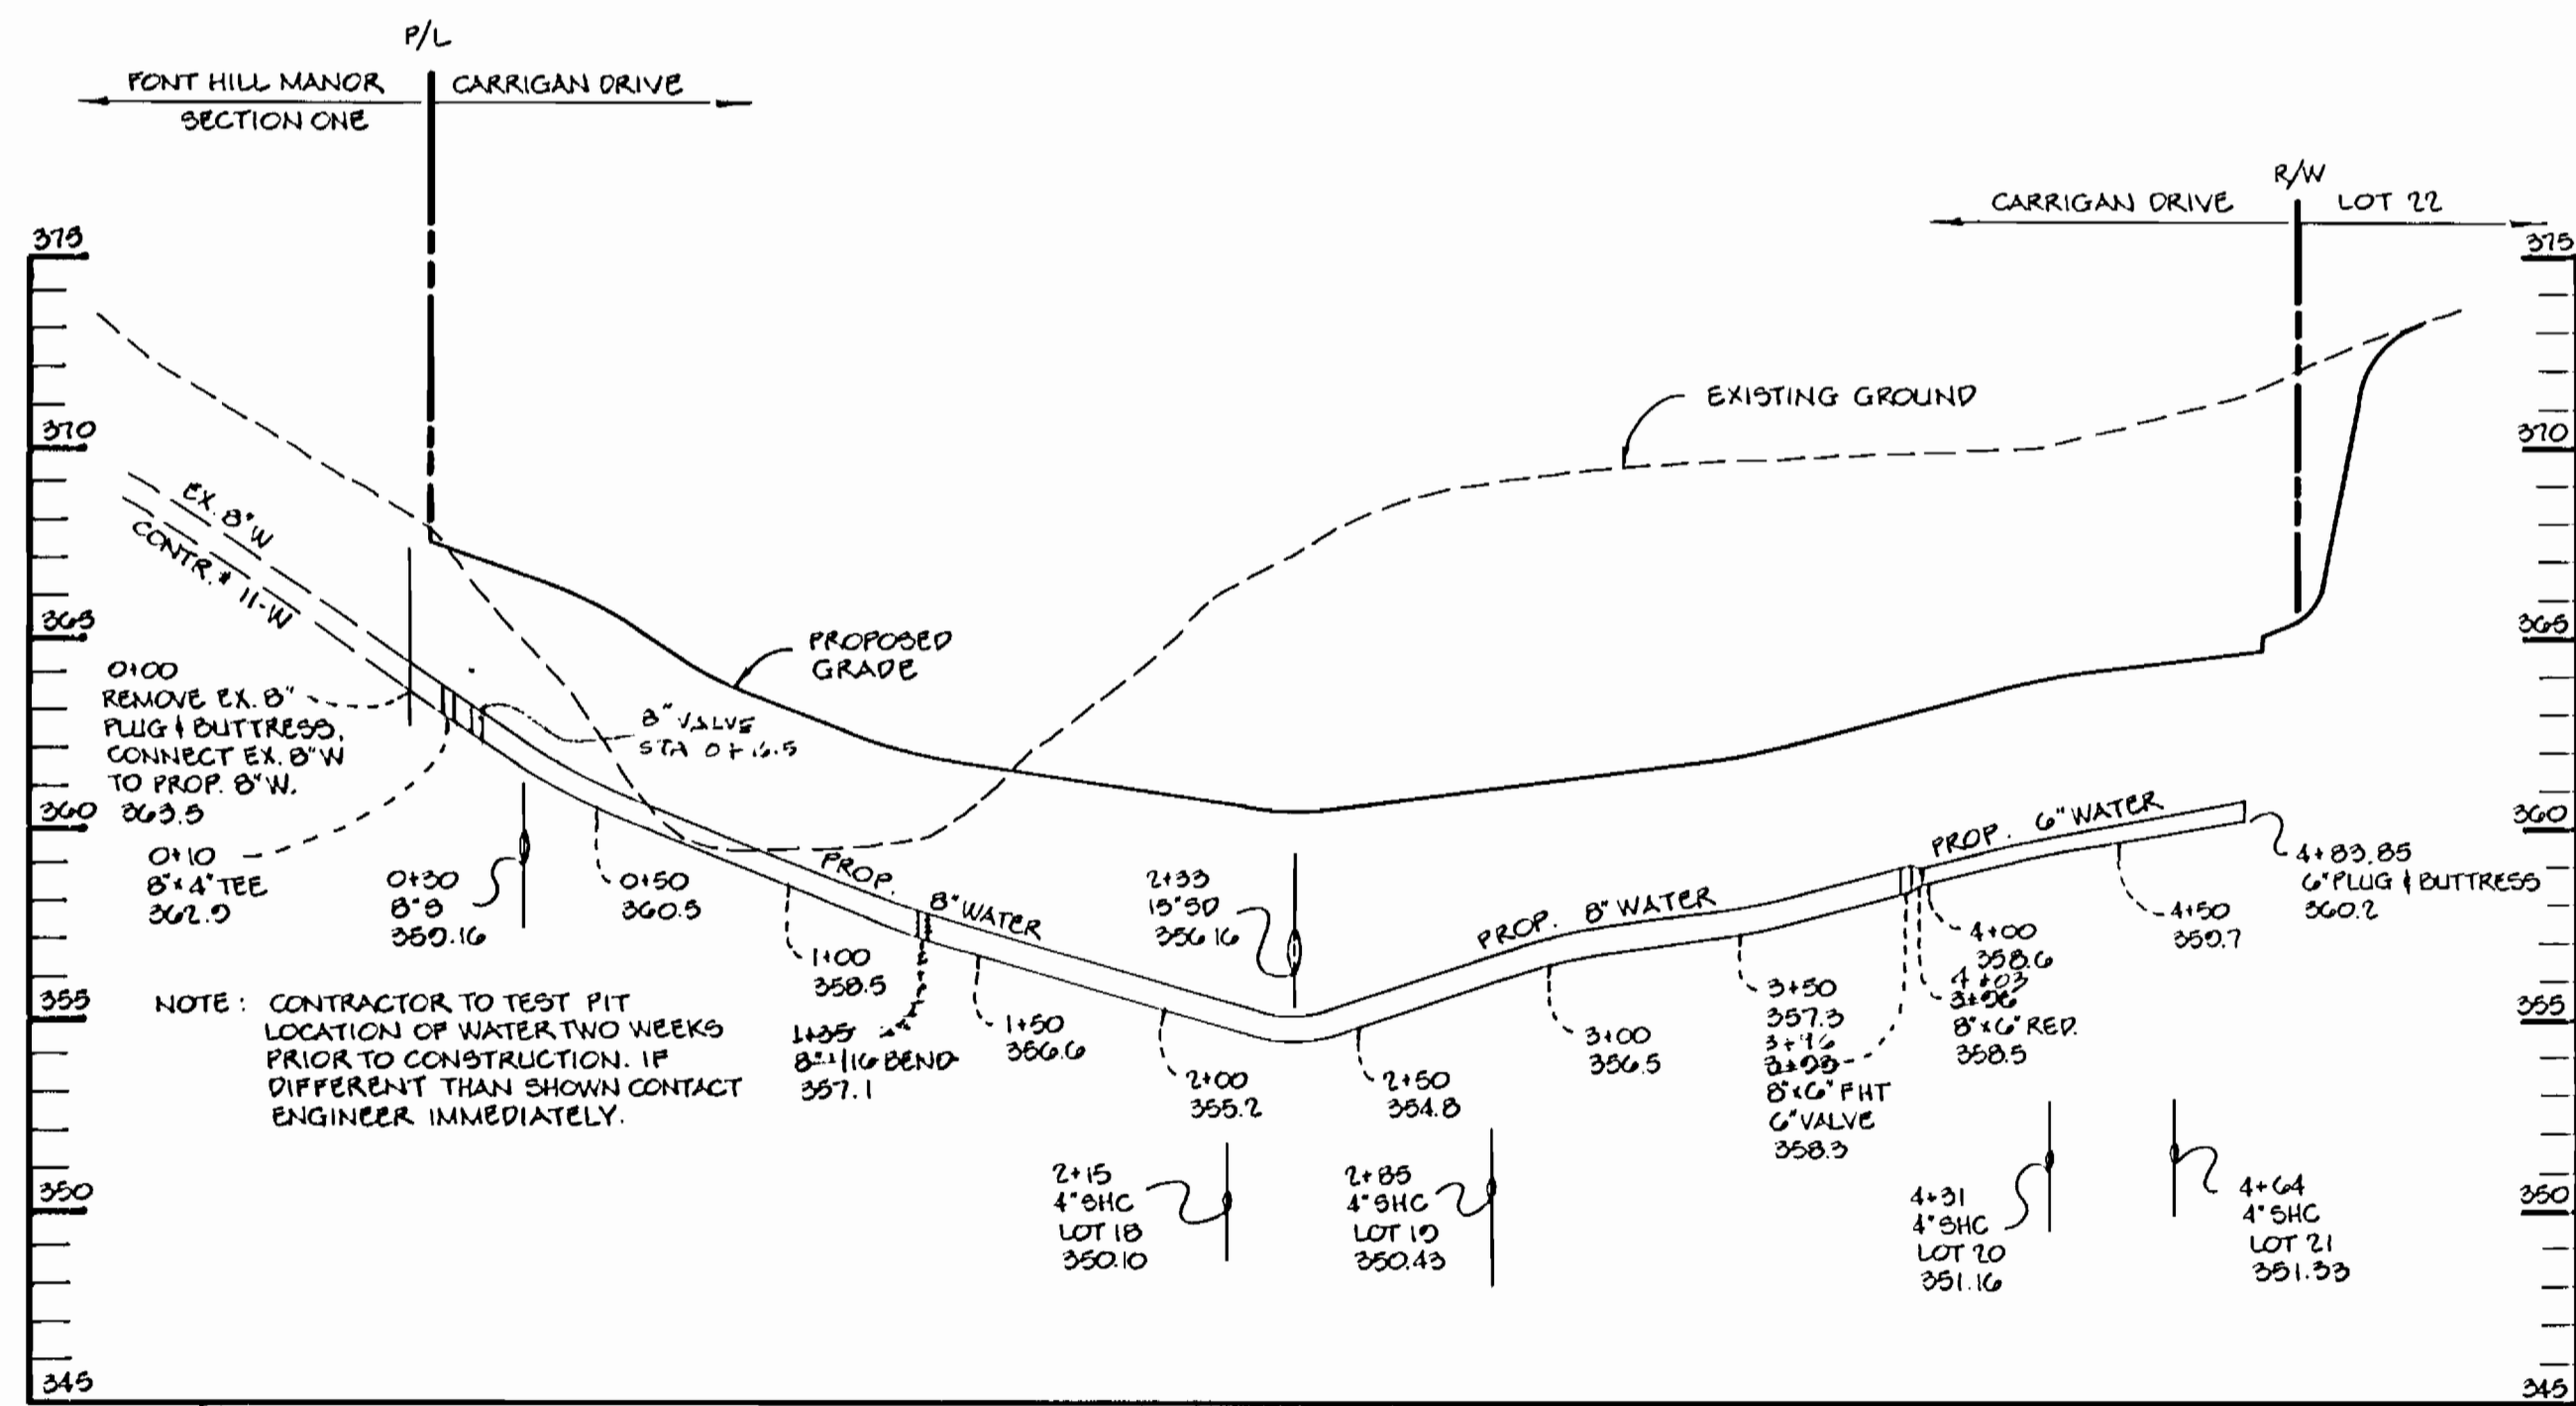 P/L
FONT HILL MANOR
SECTION ONE
CARRIGAN DRIVE
R/W
CARRIGAN DRIVE
LOT 22
375
370
365
360
355
350
345
375
370
365
360
355
350
345
EXISTING GROUND
PROPOSED
GRADE
EX. 8" W
CONTR. # 11-W
0+00
REMOVE EX. 8"
PLUG & BUTTRESS,
CONNECT EX. 8" W
TO PROP. 8" W.
363.5
0+10
8" x 4" TEE
362.9
8" VALVE
STA 0+16.5
0+30
8" S
359.16
0+50
360.5
PROP. 8" WATER
1+00
358.5
1+35
8" 1/16 BEND
357.1
1+50
356.6
2+00
355.2
2+33
15" SD
356.16
2+50
354.8
PROP. 8" WATER
3+00
356.5
3+50
357.3
3+93
8" x 6" FHT
6" VALVE
358.3
PROP. 6" WATER
4+00
358.6
4+03
3+96
8" x 6" RED.
358.5
4+50
359.7
4+83.85
6" PLUG & BUTTRESS
360.2
NOTE: CONTRACTOR TO TEST PIT
LOCATION OF WATER TWO WEEKS
PRIOR TO CONSTRUCTION. IF
DIFFERENT THAN SHOWN CONTACT
ENGINEER IMMEDIATELY.
2+15
4" SHC
LOT 18
350.10
2+85
4" SHC
LOT 19
350.43
4+31
4" SHC
LOT 20
351.16
4+64
4" SHC
LOT 21
351.33